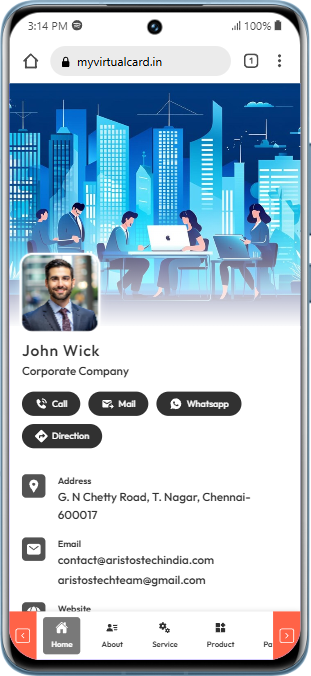 3:14 PM
100%
myvirtualcard.in
1
John Wick
Corporate Company
Call
Mail
Whatsapp
Direction
Address
G. N Chetty Road, T. Nagar, Chennai-
600017
Email
contact@aristostechindia.com
aristostechteam@gmail.com
Website
Home
About
Service
Product
Pa